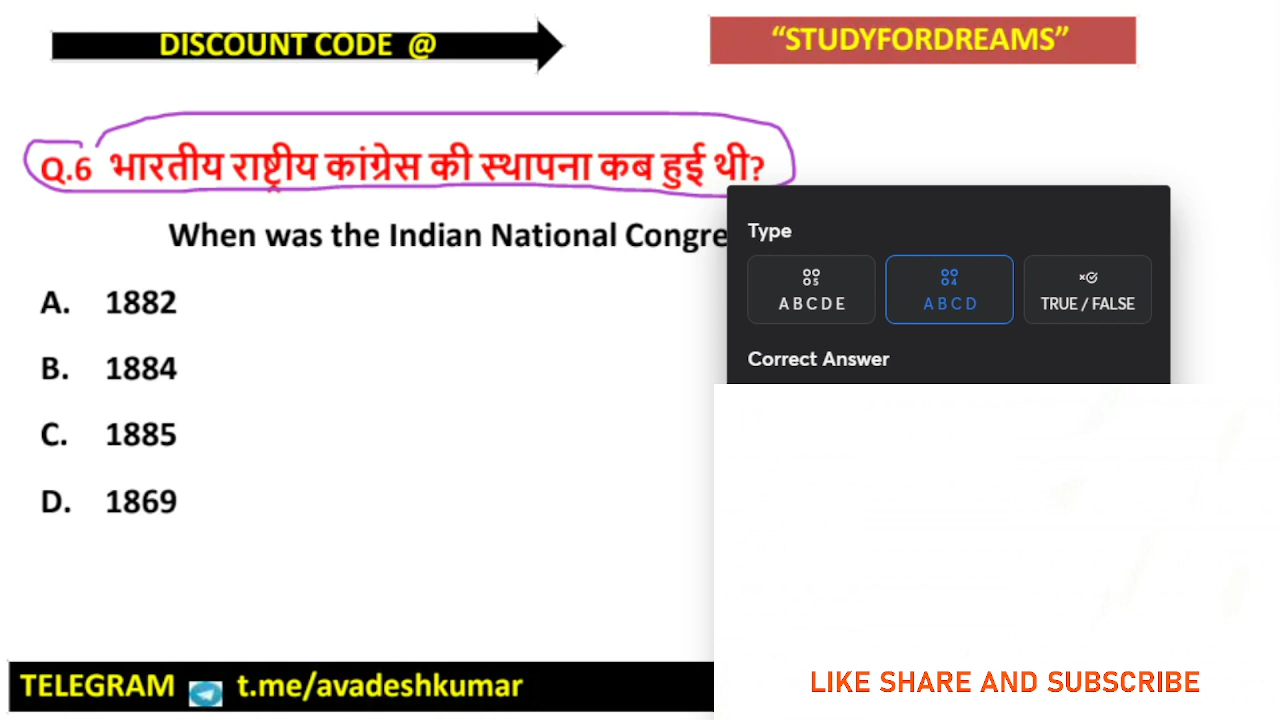 DISCOUNT CODE @
"STUDYFORDREAMS"
Q.6 भारतीय राष्ट्रीय कांग्रेस की स्थापना कब हुई थी?
When was the Indian National Congre
Type
A B C D E
A B C D
TRUE / FALSE
Correct Answer
A. 1882
B. 1884
C. 1885
D. 1869
TELEGRAM t.me/avadeshkumar
LIKE SHARE AND SUBSCRIBE